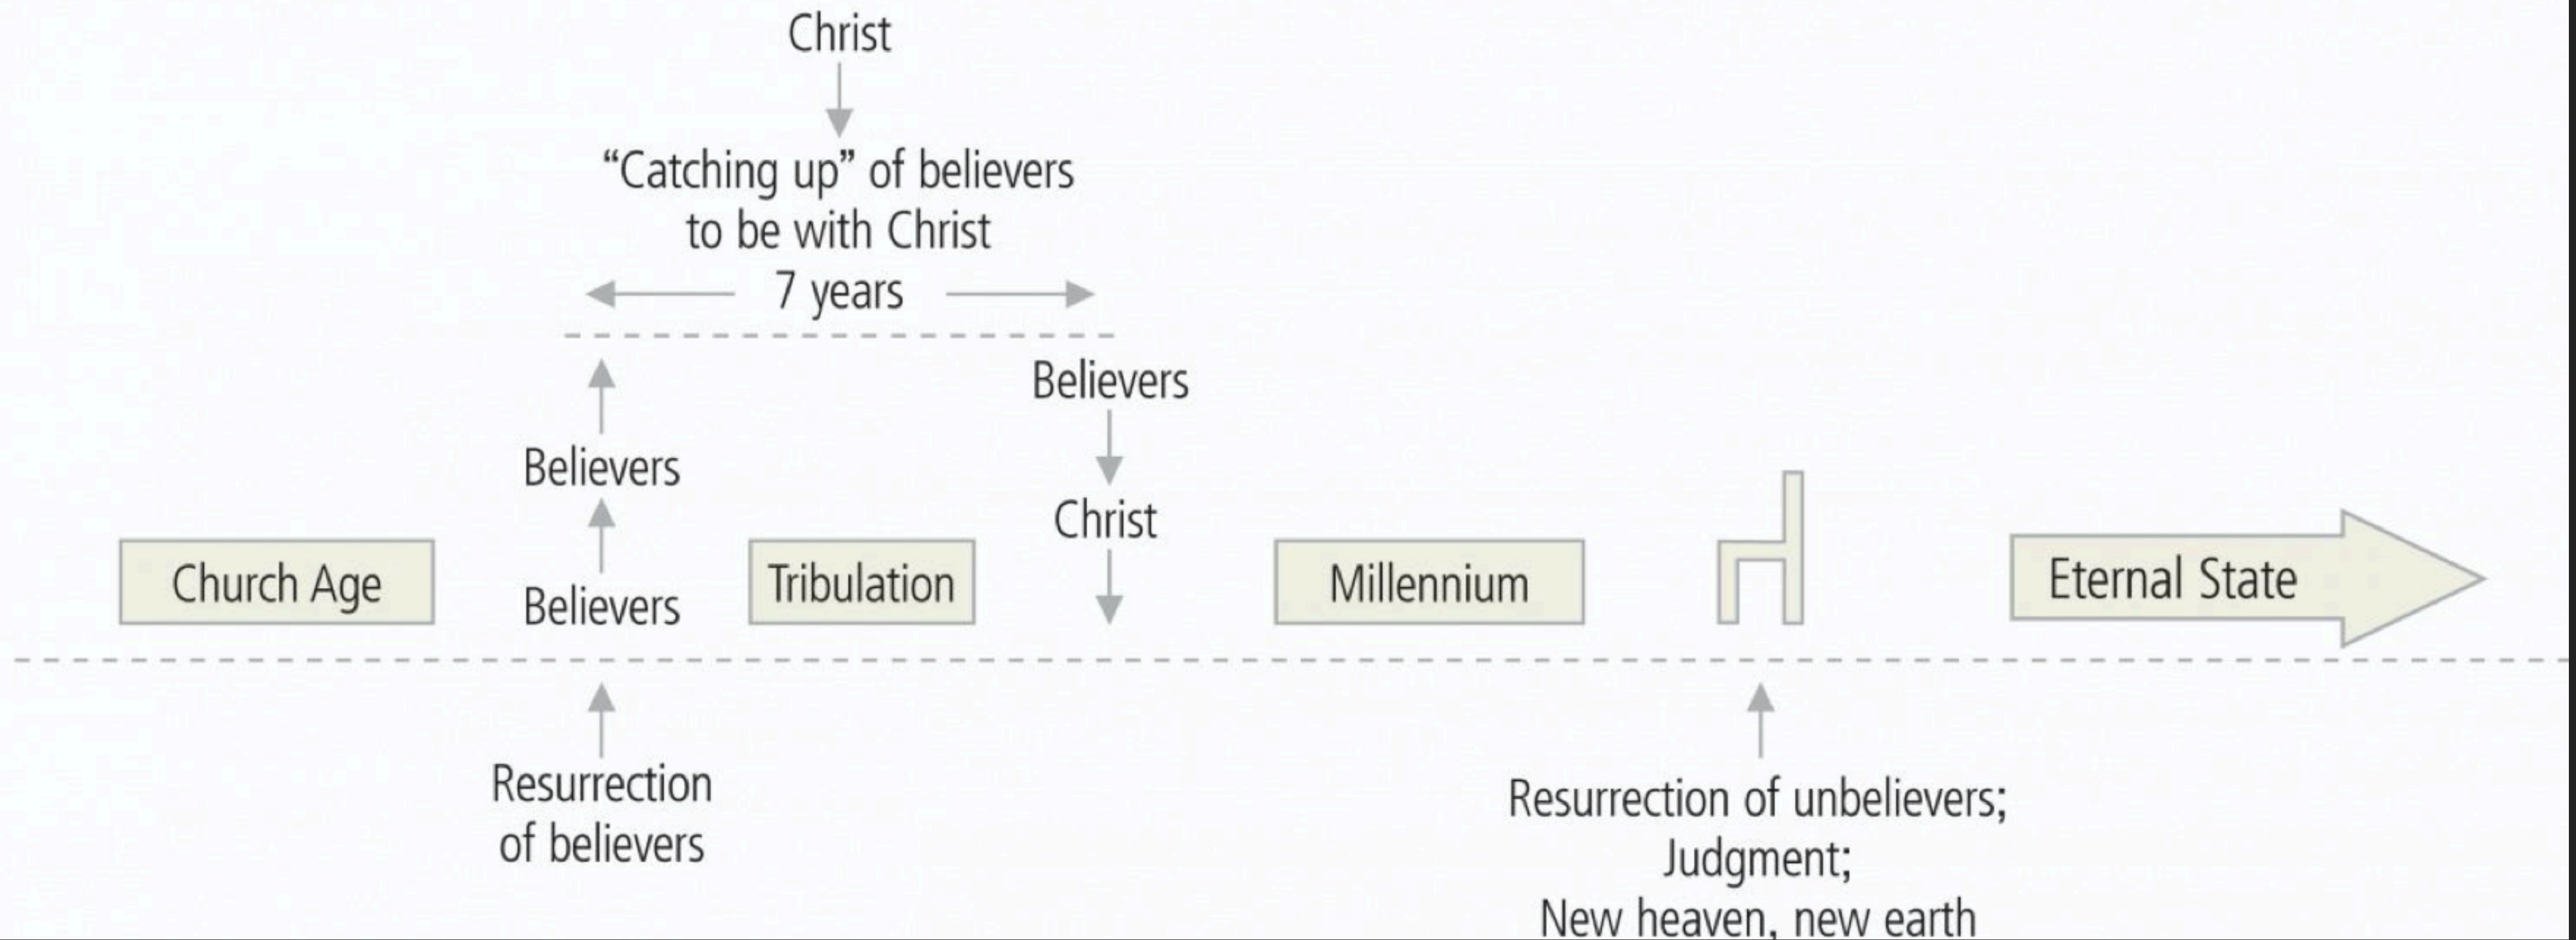 Christ
“Catching up” of believers
to be with Christ
7 years
Believers
Believers
Christ
Church Age
Believers
Tribulation
Millennium
Eternal State
Resurrection
of believers
Resurrection of unbelievers;
Judgment;
New heaven, new earth